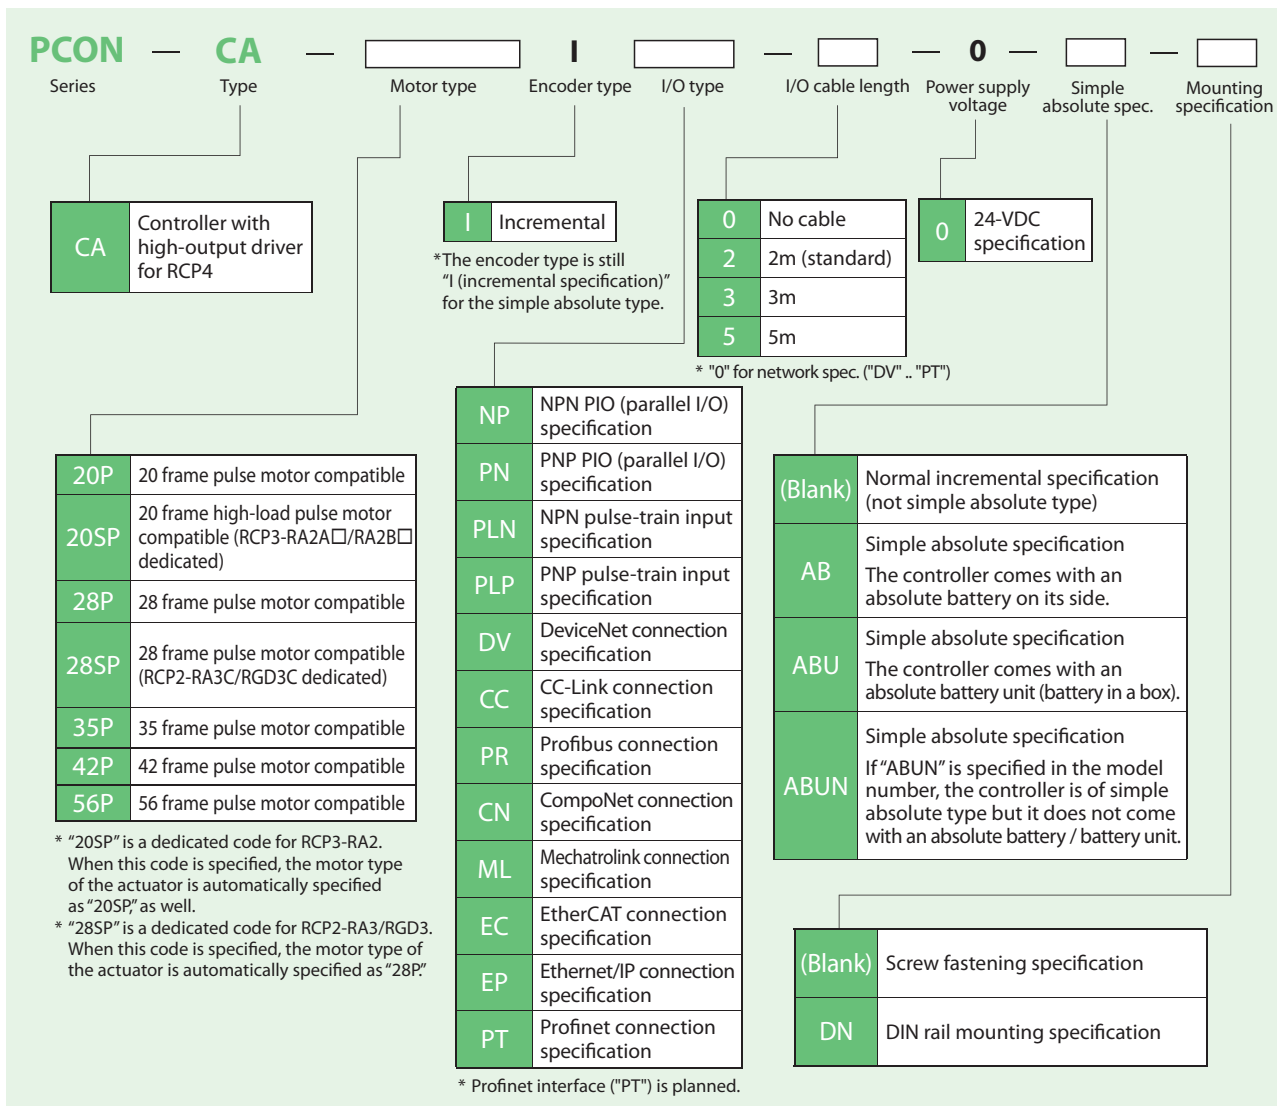 PCON — CA — I — — 0 — —
Series
Type
Motor type
Encoder type
I/O type
I/O cable length
Power supply
voltage
Simple
absolute spec.
Mounting
specification
CA
Controller with
high-output driver
for RCP4
I
Incremental
*The encoder type is still
“I (incremental specification)”
for the simple absolute type.
0
No cable
2
2m (standard)
3
3m
5
5m
* "0" for network spec. ("DV" .. "PT")
0
24-VDC
specification
20P
20 frame pulse motor compatible
20SP
20 frame high-load pulse motor
compatible (RCP3-RA2A□/RA2B□
dedicated)
28P
28 frame pulse motor compatible
28SP
28 frame pulse motor compatible
(RCP2-RA3C/RGD3C dedicated)
35P
35 frame pulse motor compatible
42P
42 frame pulse motor compatible
56P
56 frame pulse motor compatible
* “20SP” is a dedicated code for RCP3-RA2.
When this code is specified, the motor type
of the actuator is automatically specified
as “20SP,” as well.
* “28SP” is a dedicated code for RCP2-RA3/RGD3.
When this code is specified, the motor type of
the actuator is automatically specified as “28P.”
NP
NPN PIO (parallel I/O)
specification
PN
PNP PIO (parallel I/O)
specification
PLN
NPN pulse-train input
specification
PLP
PNP pulse-train input
specification
DV
DeviceNet connection
specification
CC
CC-Link connection
specification
PR
Profibus connection
specification
CN
CompoNet connection
specification
ML
Mechatrolink connection
specification
EC
EtherCAT connection
specification
EP
Ethernet/IP connection
specification
PT
Profinet connection
specification
* Profinet interface ("PT") is planned.
(Blank)
Normal incremental specification
(not simple absolute type)
AB
Simple absolute specification
The controller comes with an
absolute battery on its side.
ABU
Simple absolute specification
The controller comes with an
absolute battery unit (battery in a box).
ABUN
Simple absolute specification
If “ABUN” is specified in the model
number, the controller is of simple
absolute type but it does not come
with an absolute battery / battery unit.
(Blank)
Screw fastening specification
DN
DIN rail mounting specification